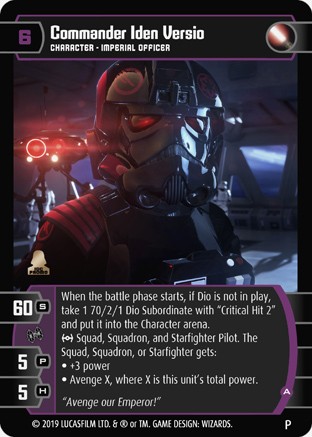 6 Commander Iden Versio
CHARACTER - IMPERIAL OFFICER
60 S
When the battle phase starts, if Dio is not in play,
take 1 70/2/1 Dio Subordinate with “Critical Hit 2”
and put it into the Character arena.
Squad, Squadron, and Starfighter Pilot. The
Squad, Squadron, or Starfighter gets:
5 P
• +3 power
• Avenge X, where X is this unit's total power.
5 H
A
“Avenge our Emperor!”
© 2019 LUCASFILM LTD. & ® or TM. GAME DESIGN: WIZARDS.
P